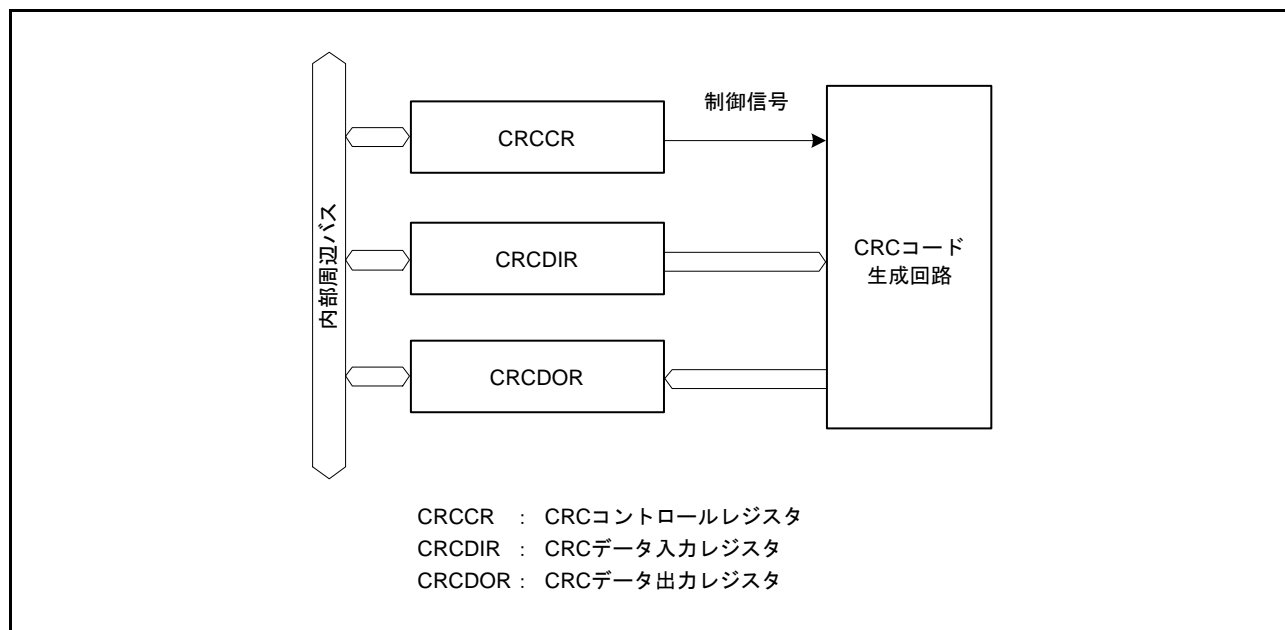 制御信号
CRCCR
内部周辺バス
CRCDIR
CRCコード
生成回路
CRCDOR
CRCCR : CRCコントロールレジスタ
CRCDIR : CRCデータ入力レジスタ
CRCDOR : CRCデータ出力レジスタ